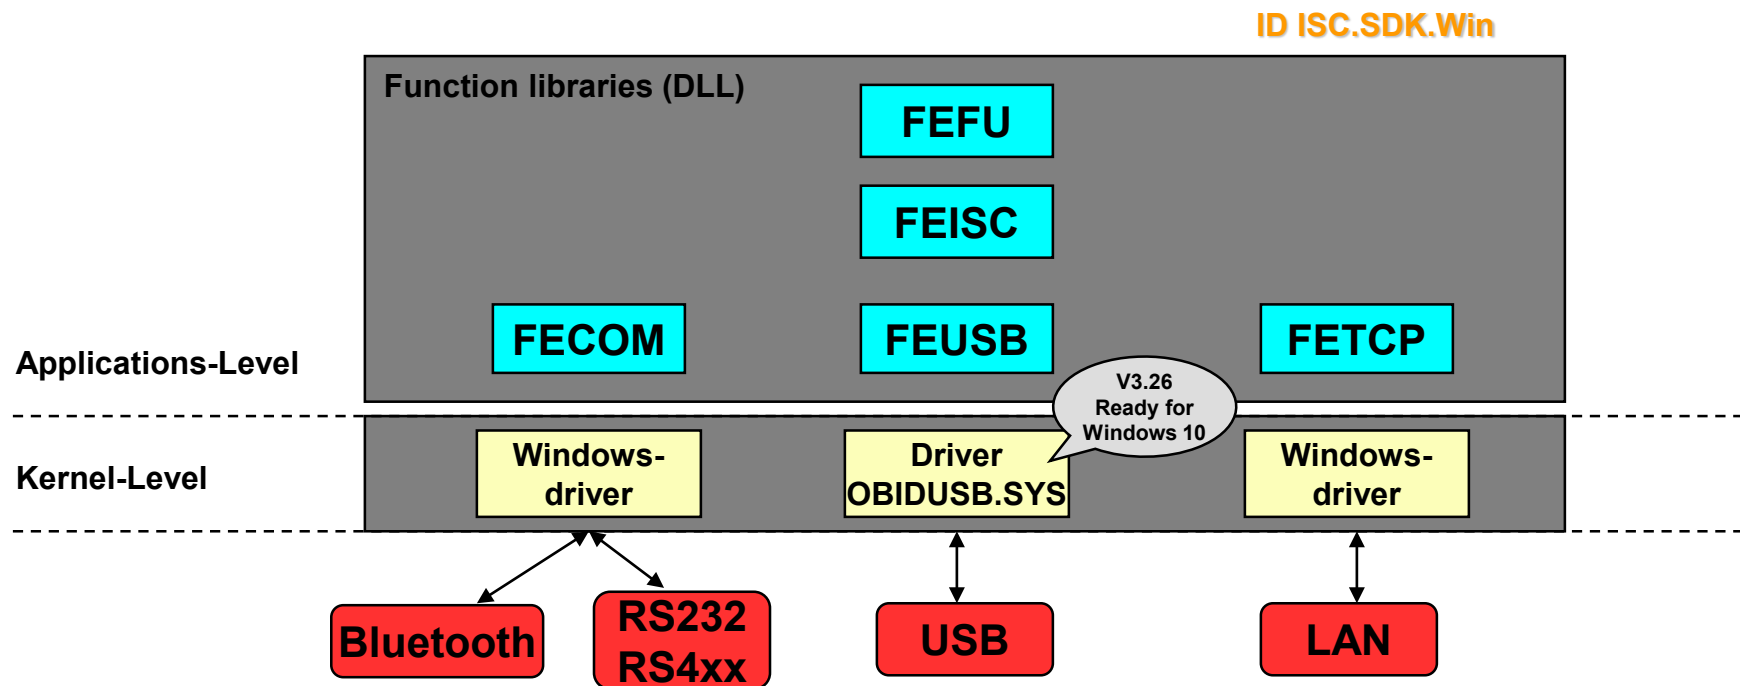 ID ISC.SDK.Win
Function libraries (DLL)
FEFU
FEISC
FECOM
FEUSB
FETCP
Applications-Level
V3.26
Ready for
Windows 10
Kernel-Level
Windows-
driver
Driver
OBIDUSB.SYS
Windows-
driver
Bluetooth
RS232
RS4xx
USB
LAN